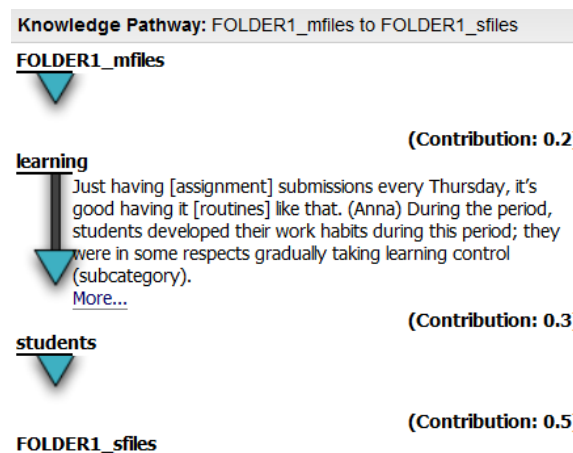 Knowledge Pathway: FOLDER1_mfiles to FOLDER1_sfiles
FOLDER1_mfiles
(Contribution: 0.2
learning
Just having [assignment] submissions every Thursday, it's
good having it [routines] like that. (Anna) During the period,
students developed their work habits during this period; they
were in some respects gradually taking learning control
(subcategory).
More...
(Contribution: 0.3
students
(Contribution: 0.5
FOLDER1_sfiles